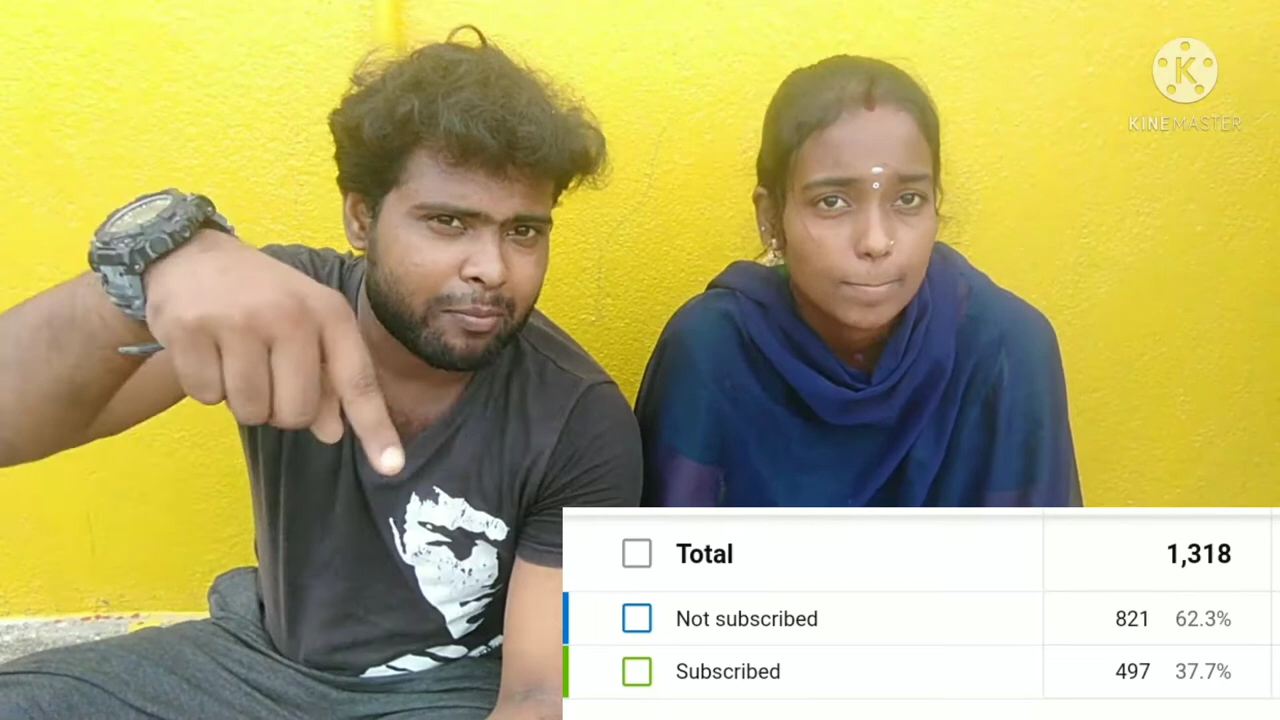 K
KINEMASTER
Total 1,318
Not subscribed 821 62.3%
Subscribed 497 37.7%